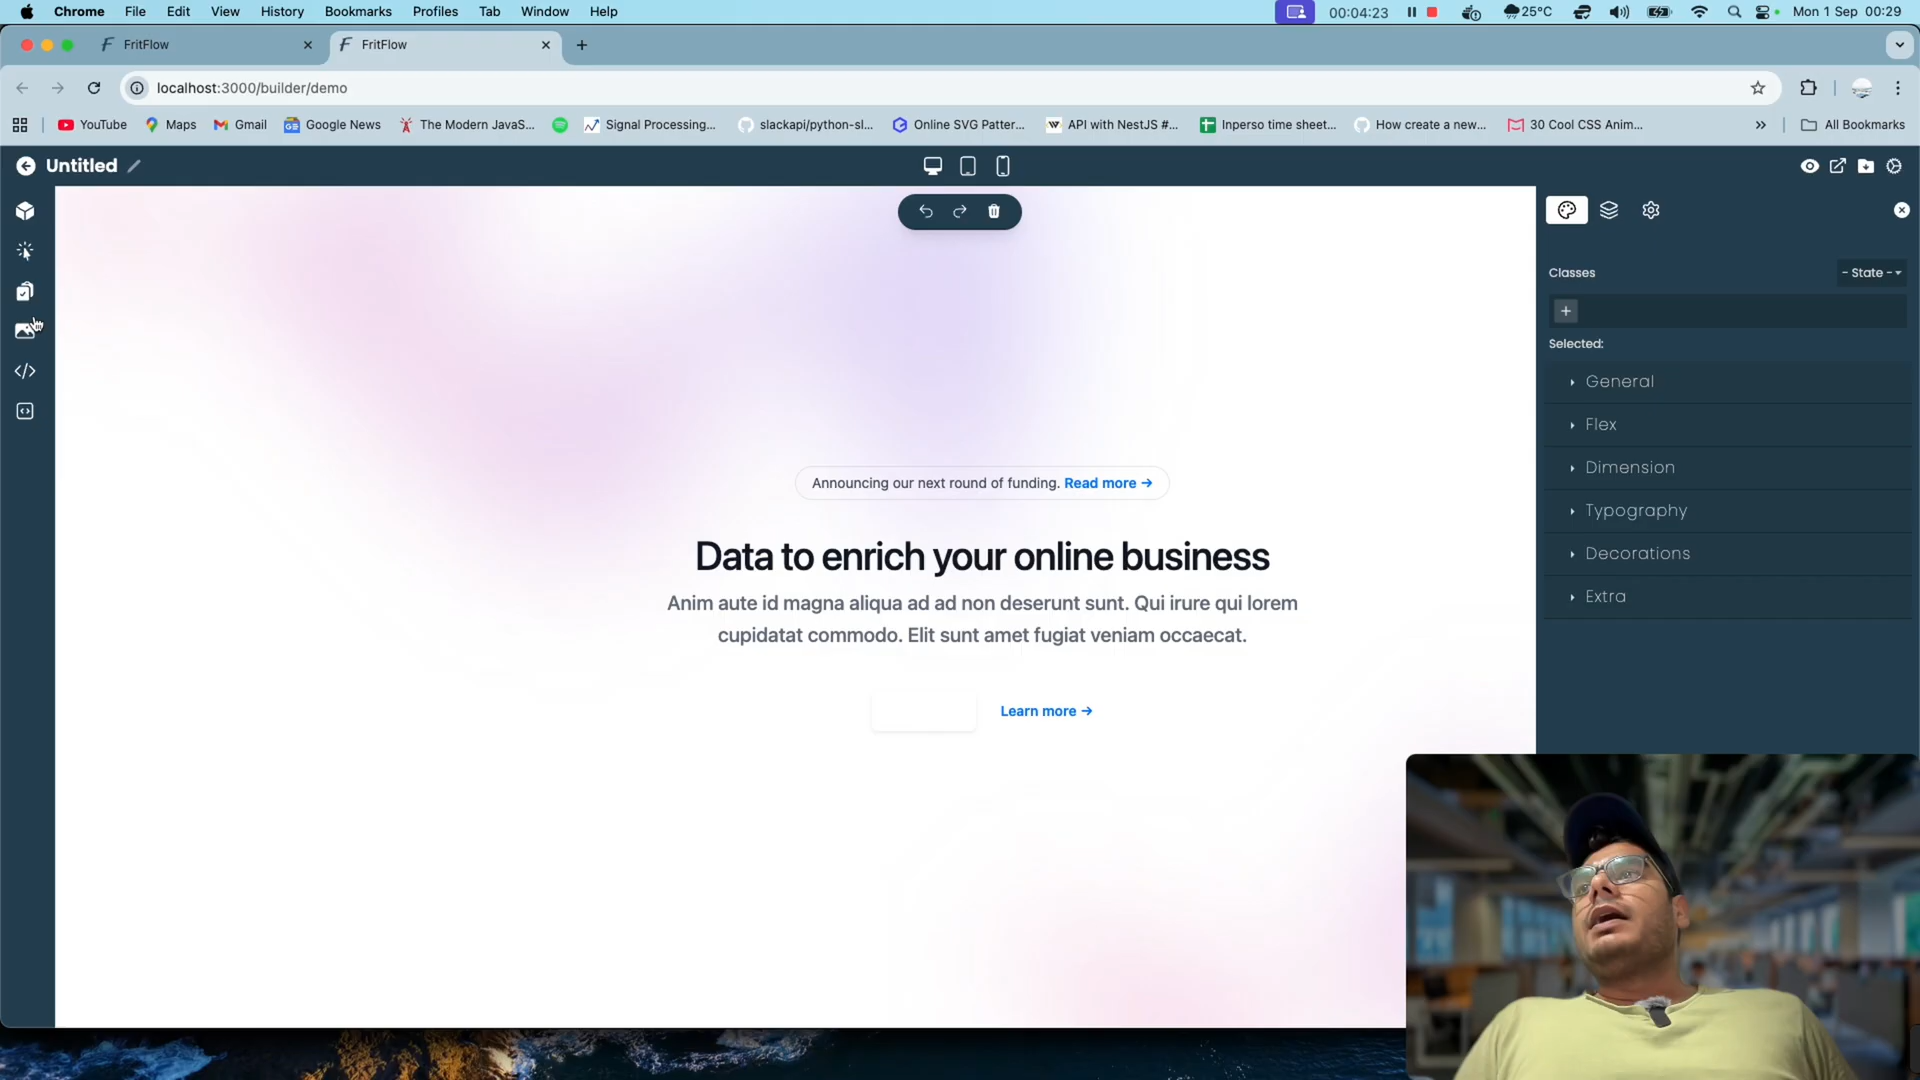 Chrome File Edit View History Bookmarks Profiles Tab Window Help 00:04:23 25°C Mon 1 Sep 00:29
FritFlow FritFlow
localhost:3000/builder/demo
YouTube Maps Gmail Google News The Modern JavaS... Signal Processing... slackapi/python-sl... Online SVG Patter... API with NestJS #... Inperso time sheet... How create a new... 30 Cool CSS Anim... » All Bookmarks
Untitled
Classes - State -
+
Selected:
General
Flex
Dimension
Typography
Decorations
Extra
Announcing our next round of funding. Read more →
Data to enrich your online business
Anim aute id magna aliqua ad ad non deserunt sunt. Qui irure qui lorem
cupidatat commodo. Elit sunt amet fugiat veniam occaecat.
Learn more →